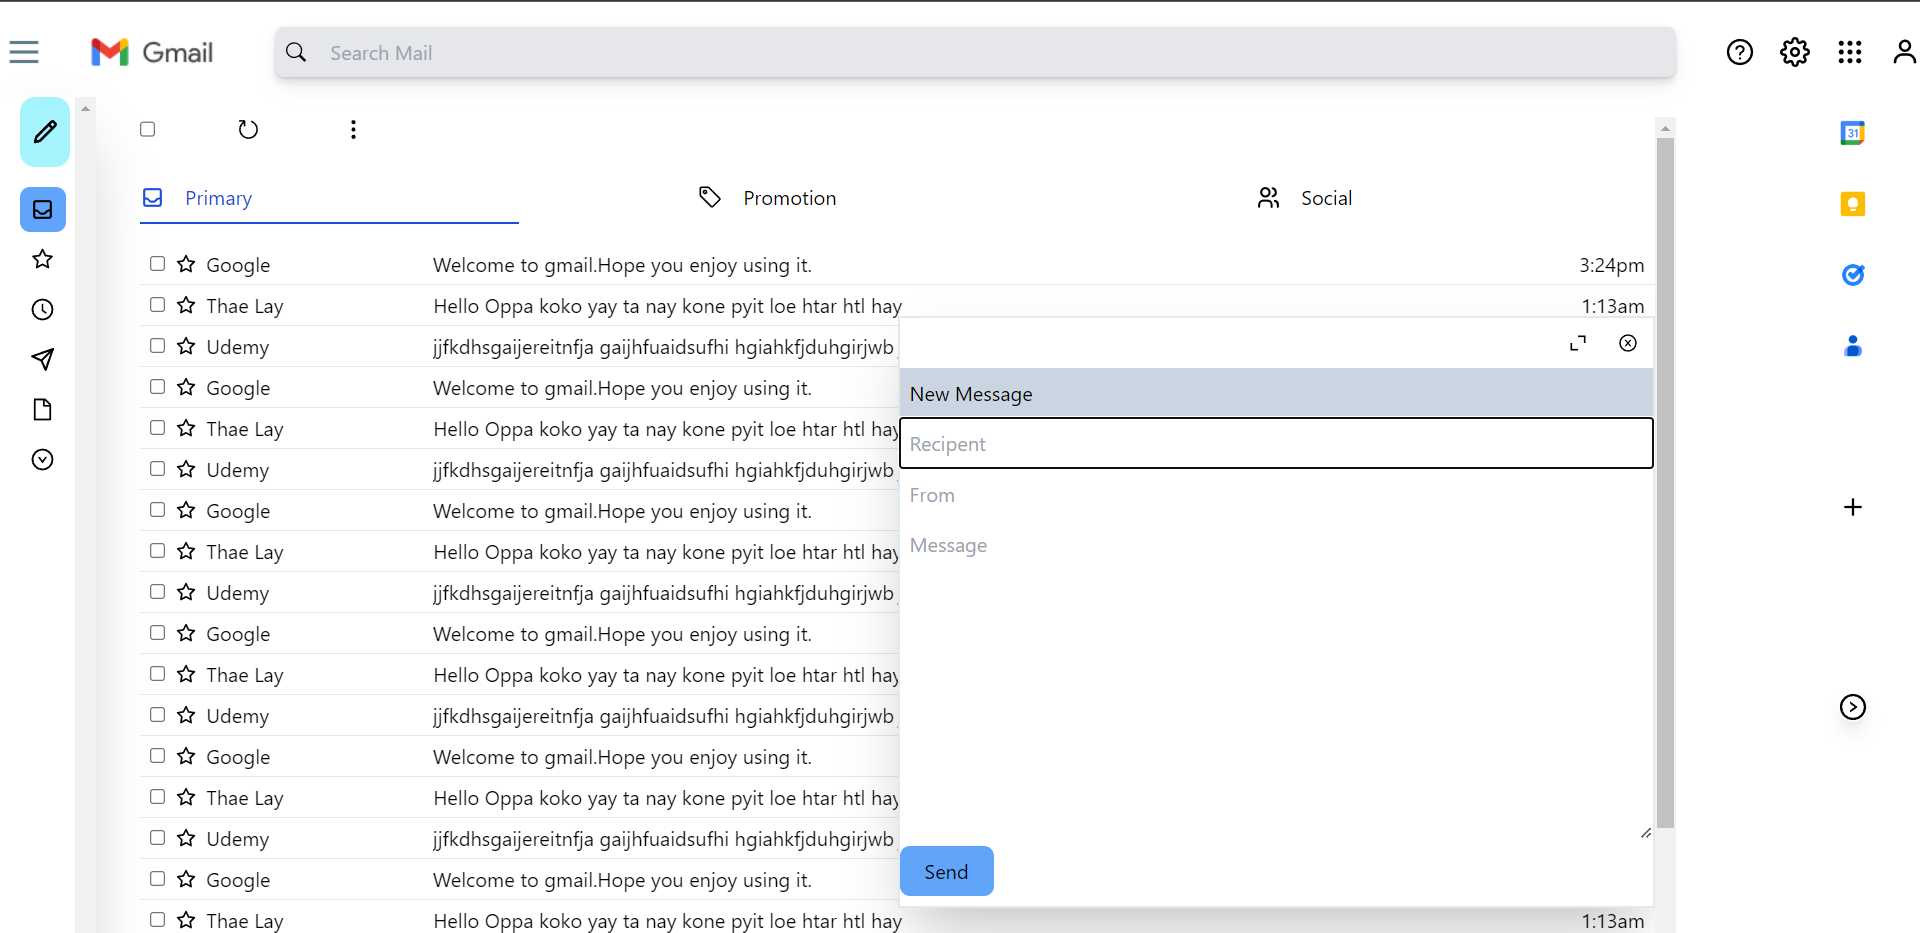 Gmail
Search Mail
31
Primary
Promotion
Social
Google Welcome to gmail.Hope you enjoy using it. 3:24pm
Thae Lay Hello Oppa koko yay ta nay kone pyit loe htar htl hay 1:13am
Udemy jjfkdhsgaijereitnfja gaijhfuaidsufhi hgiahkfjduhgirjwb
Google Welcome to gmail.Hope you enjoy using it.
Thae Lay Hello Oppa koko yay ta nay kone pyit loe htar htl hay
Udemy jjfkdhsgaijereitnfja gaijhfuaidsufhi hgiahkfjduhgirjwb
Google Welcome to gmail.Hope you enjoy using it.
Thae Lay Hello Oppa koko yay ta nay kone pyit loe htar htl hay
Udemy jjfkdhsgaijereitnfja gaijhfuaidsufhi hgiahkfjduhgirjwb
Google Welcome to gmail.Hope you enjoy using it.
Thae Lay Hello Oppa koko yay ta nay kone pyit loe htar htl hay
Udemy jjfkdhsgaijereitnfja gaijhfuaidsufhi hgiahkfjduhgirjwb
Google Welcome to gmail.Hope you enjoy using it.
Thae Lay Hello Oppa koko yay ta nay kone pyit loe htar htl hay
Udemy jjfkdhsgaijereitnfja gaijhfuaidsufhi hgiahkfjduhgirjwb
Google Welcome to gmail.Hope you enjoy using it.
Thae Lay Hello Oppa koko yay ta nay kone pyit loe htar htl hay 1:13am
New Message
Recipent
From
Message
Send